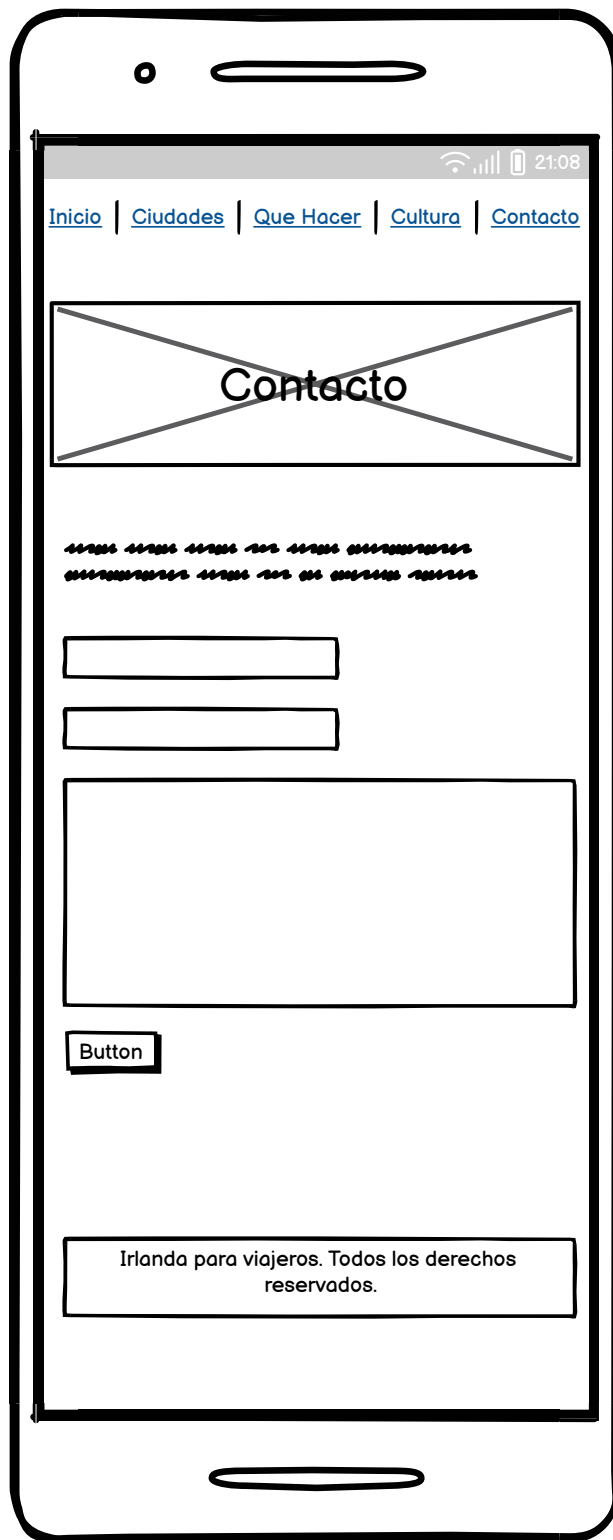 21:08
Inicio | Ciudades | Que Hacer | Cultura | Contacto
Contacto
Button
Irlanda para viajeros. Todos los derechos
reservados.